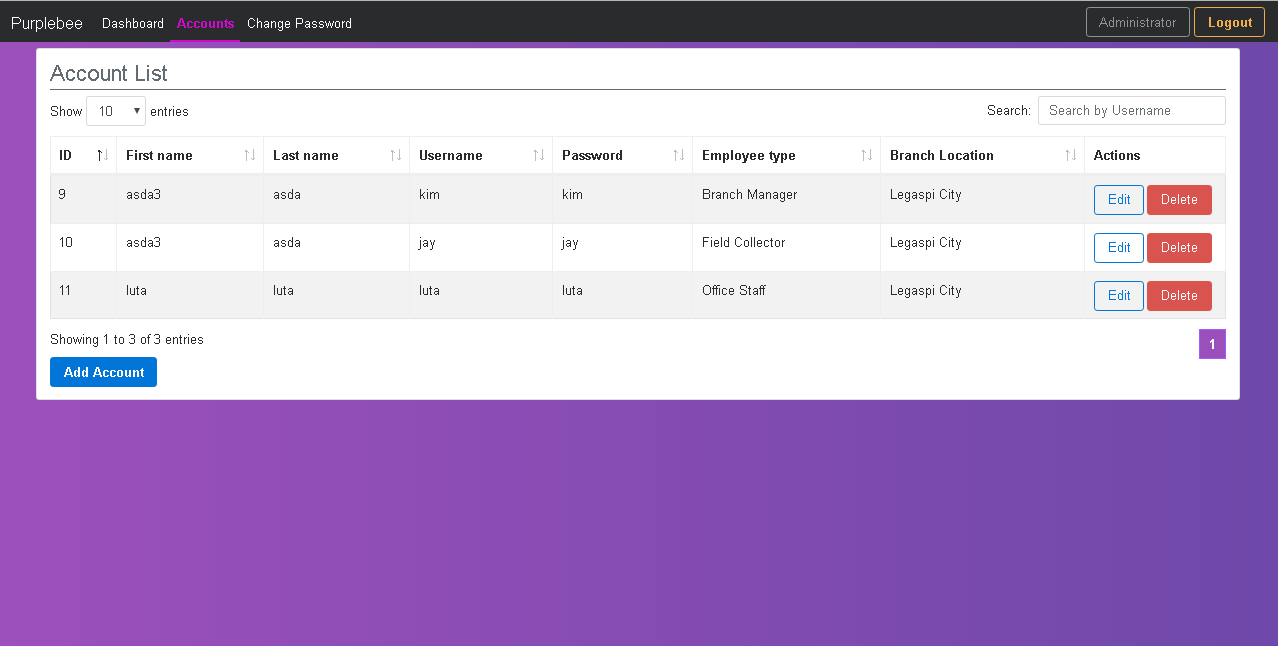 Purplebee Dashboard Accounts Change Password Administrator Logout
Account List
Show 10 entries Search: Search by Username
ID First name Last name Username Password Employee type Branch Location Actions
9 asda3 asda kim kim Branch Manager Legaspi City Edit Delete
10 asda3 asda jay jay Field Collector Legaspi City Edit Delete
11 luta luta luta luta Office Staff Legaspi City Edit Delete
Showing 1 to 3 of 3 entries 1
Add Account